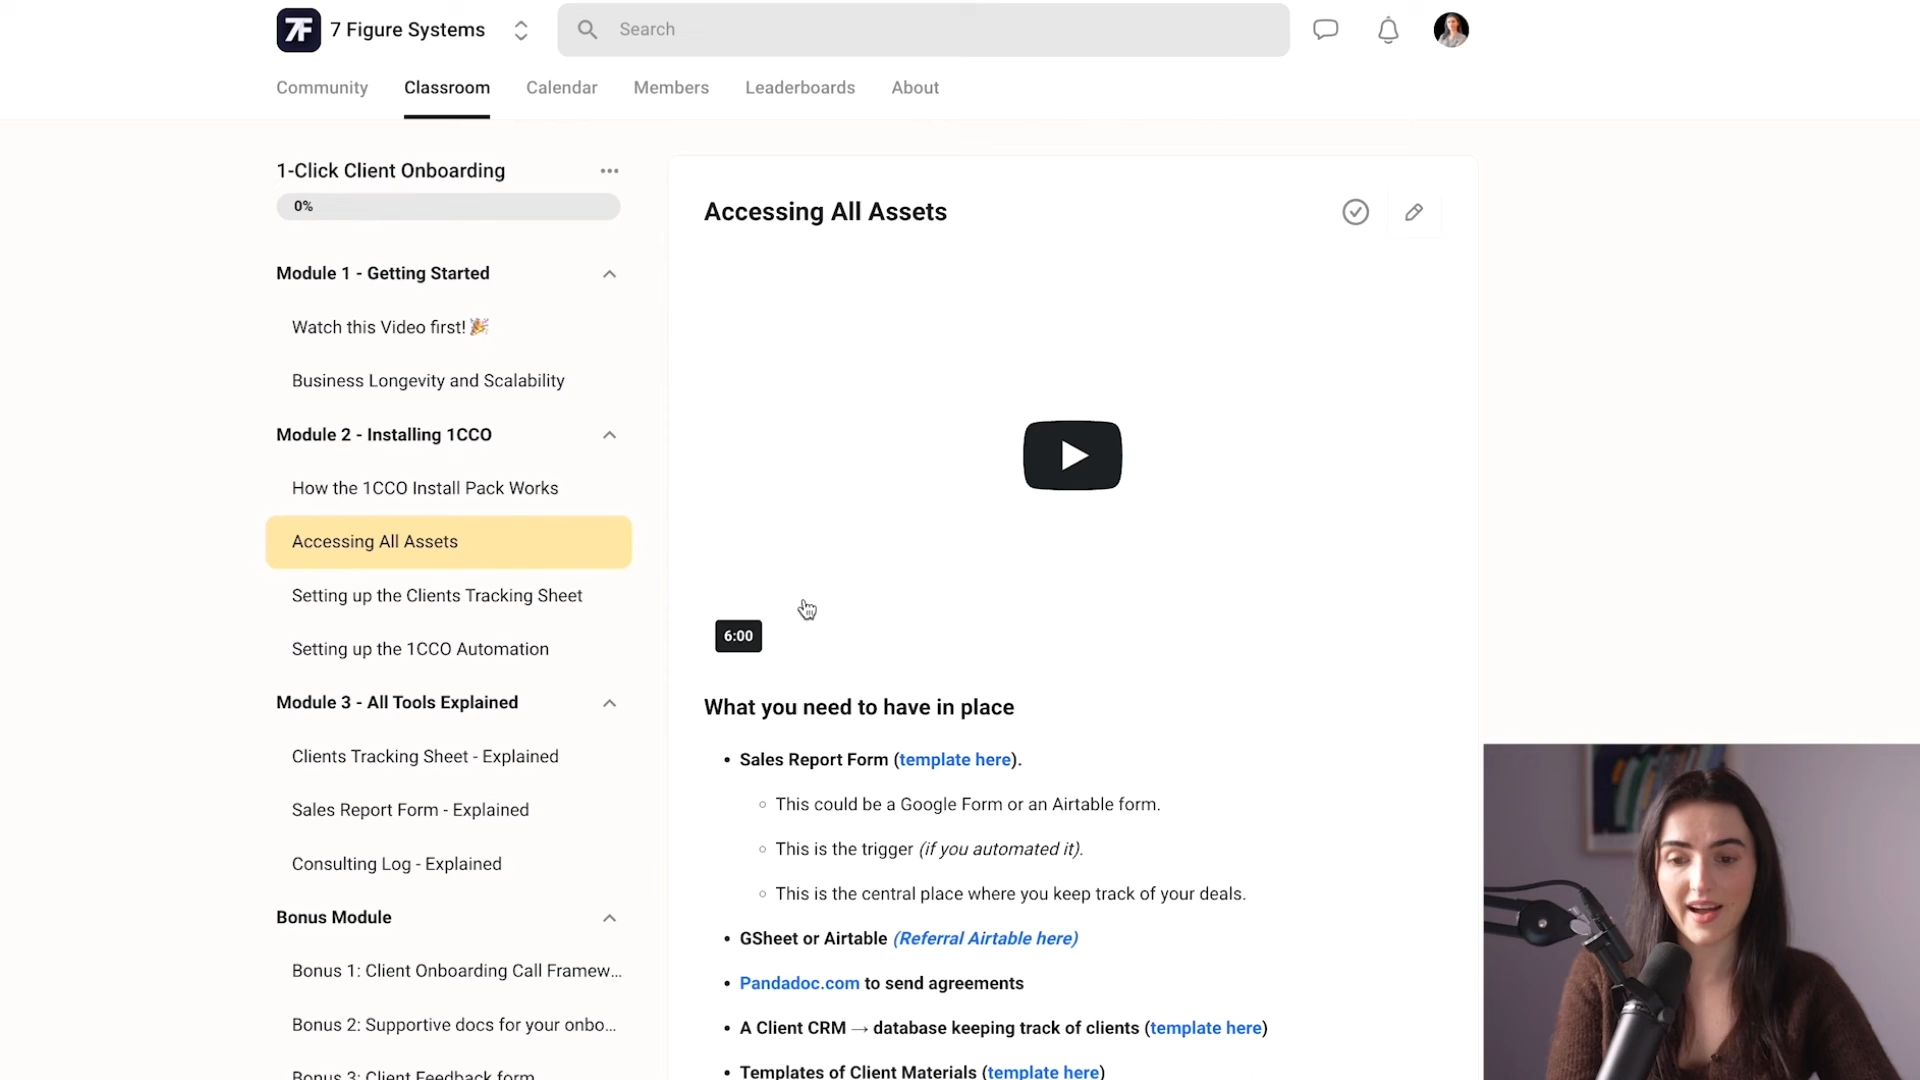 7F 7 Figure Systems
Search
Community Classroom Calendar Members Leaderboards About
1-Click Client Onboarding
0%
Module 1 - Getting Started
Watch this Video first! 🎉
Business Longevity and Scalability
Module 2 - Installing 1CCO
How the 1CCO Install Pack Works
Accessing All Assets
Setting up the Clients Tracking Sheet
Setting up the 1CCO Automation
Module 3 - All Tools Explained
Clients Tracking Sheet - Explained
Sales Report Form - Explained
Consulting Log - Explained
Bonus Module
Bonus 1: Client Onboarding Call Framew...
Bonus 2: Supportive docs for your onbo...
Bonus 3: Client Feedback form
Accessing All Assets
6:00
What you need to have in place
• Sales Report Form (template here).
◦ This could be a Google Form or an Airtable form.
◦ This is the trigger (if you automated it).
◦ This is the central place where you keep track of your deals.
• GSheet or Airtable (Referral Airtable here)
• Pandadoc.com to send agreements
• A Client CRM → database keeping track of clients (template here)
• Templates of Client Materials (template here)